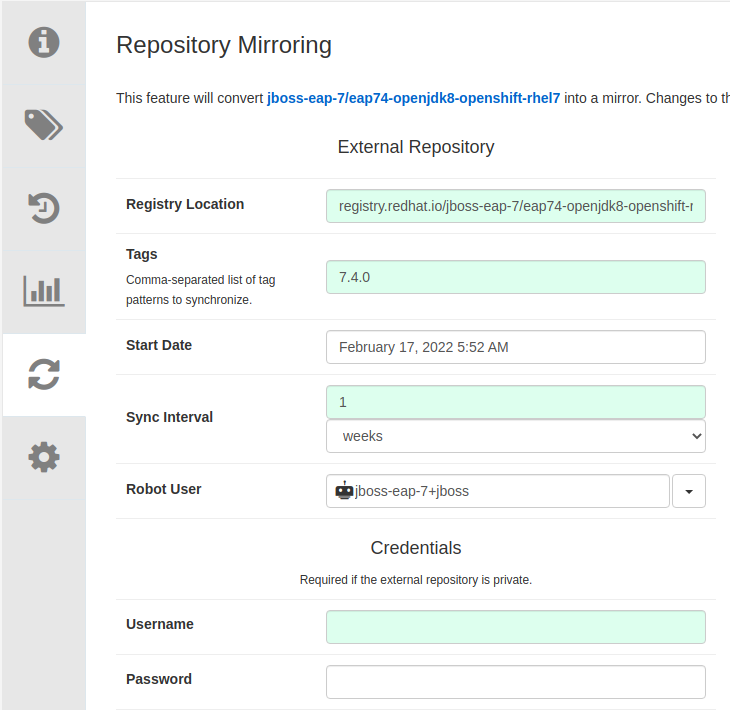 Repository Mirroring
This feature will convert jboss-eap-7/eap74-openjdk8-openshift-rhel7 into a mirror. Changes to th
External Repository
Registry Location
registry.redhat.io/jboss-eap-7/eap74-openjdk8-openshift-r
Tags
Comma-separated list of tag
patterns to synchronize.
7.4.0
Start Date
February 17, 2022 5:52 AM
Sync Interval
1
weeks
Robot User
jboss-eap-7+jboss
Credentials
Required if the external repository is private.
Username
Password